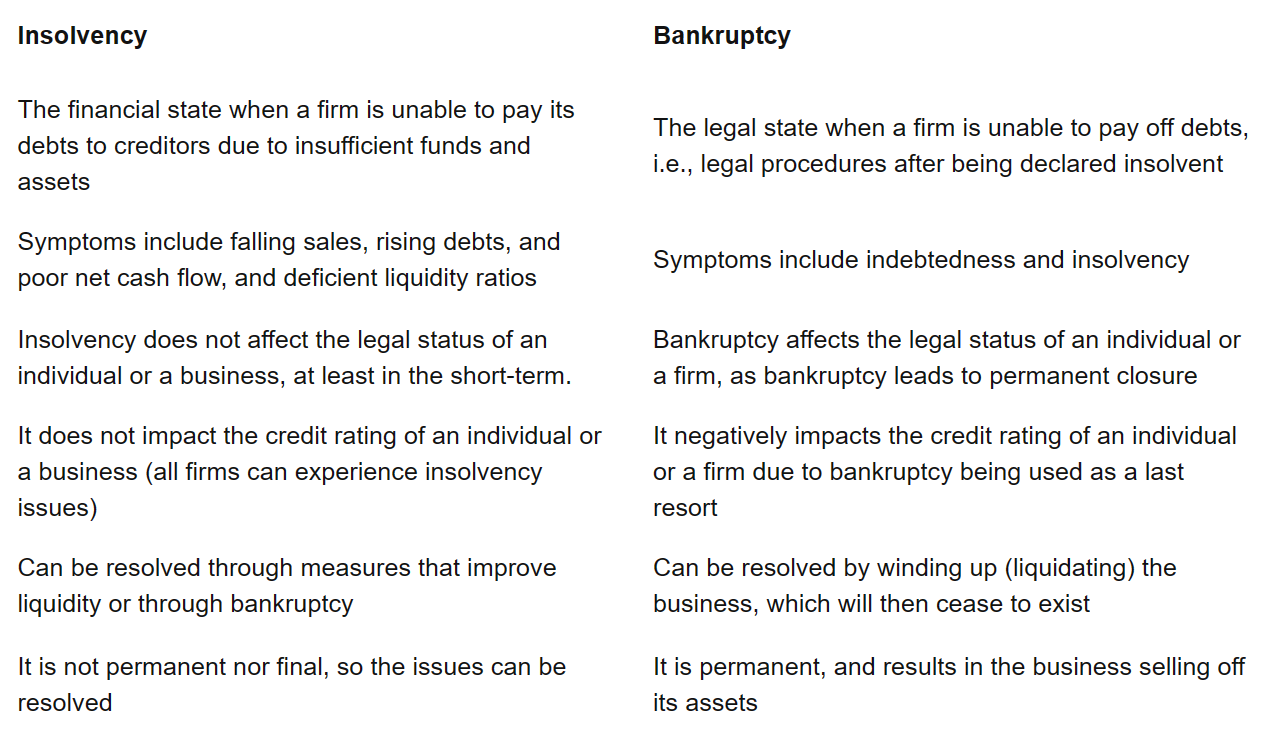 Insolvency
Bankruptcy
The financial state when a firm is unable to pay its
debts to creditors due to insufficient funds and
assets
The legal state when a firm is unable to pay off debts,
i.e., legal procedures after being declared insolvent
Symptoms include falling sales, rising debts, and
poor net cash flow, and deficient liquidity ratios
Symptoms include indebtedness and insolvency
Insolvency does not affect the legal status of an
individual or a business, at least in the short-term.
Bankruptcy affects the legal status of an individual or
a firm, as bankruptcy leads to permanent closure
It does not impact the credit rating of an individual or
a business (all firms can experience insolvency
issues)
It negatively impacts the credit rating of an individual
or a firm due to bankruptcy being used as a last
resort
Can be resolved through measures that improve
liquidity or through bankruptcy
Can be resolved by winding up (liquidating) the
business, which will then cease to exist
It is not permanent nor final, so the issues can be
resolved
It is permanent, and results in the business selling off
its assets